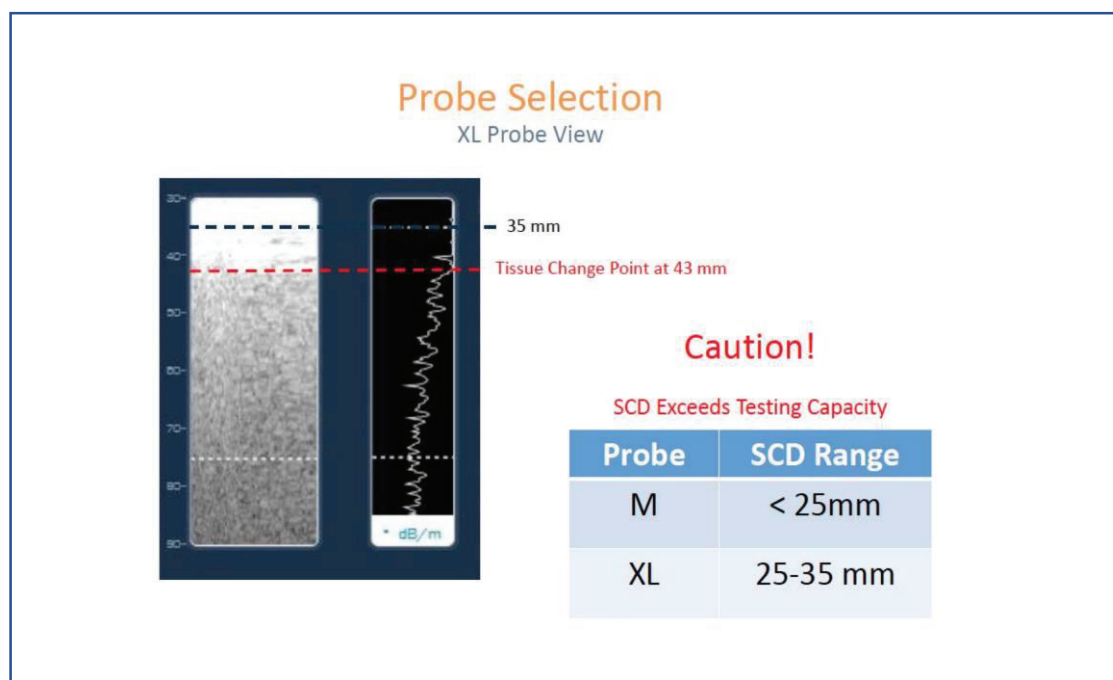 Probe Selection
XL Probe View
30-
35 mm
40-
Tissue Change Point at 43 mm
50-
60-
70-
80-
90-
* dB/m
Caution!
SCD Exceeds Testing Capacity
Probe SCD Range
M < 25mm
XL 25-35 mm